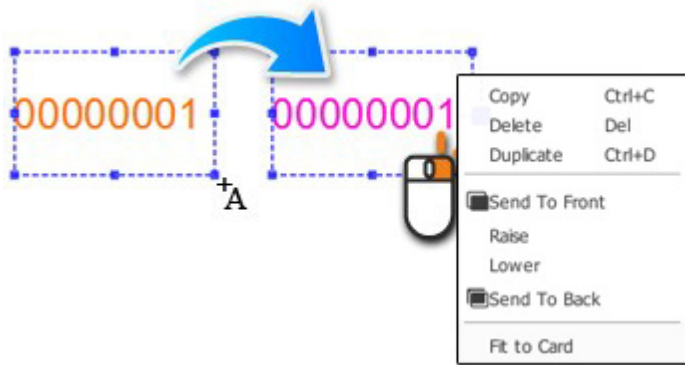 00000001 00000001
A
Copy Ctrl+C
Delete Del
Duplicate Ctrl+D
Send To Front
Raise
Lower
Send To Back
Fit to Card